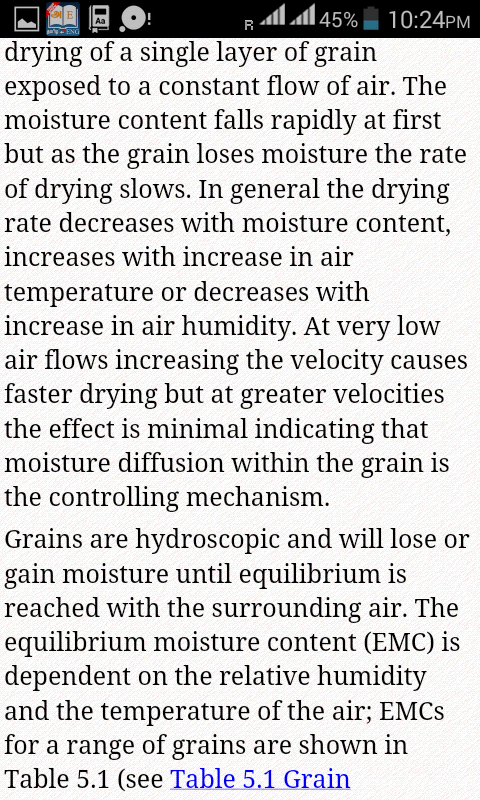 R 45% 10:24PM
drying of a single layer of grain
exposed to a constant flow of air. The
moisture content falls rapidly at first
but as the grain loses moisture the rate
of drying slows. In general the drying
rate decreases with moisture content,
increases with increase in air
temperature or decreases with
increase in air humidity. At very low
air flows increasing the velocity causes
faster drying but at greater velocities
the effect is minimal indicating that
moisture diffusion within the grain is
the controlling mechanism.
Grains are hydroscopic and will lose or
gain moisture until equilibrium is
reached with the surrounding air. The
equilibrium moisture content (EMC) is
dependent on the relative humidity
and the temperature of the air; EMCs
for a range of grains are shown in
Table 5.1 (see Table 5.1 Grain